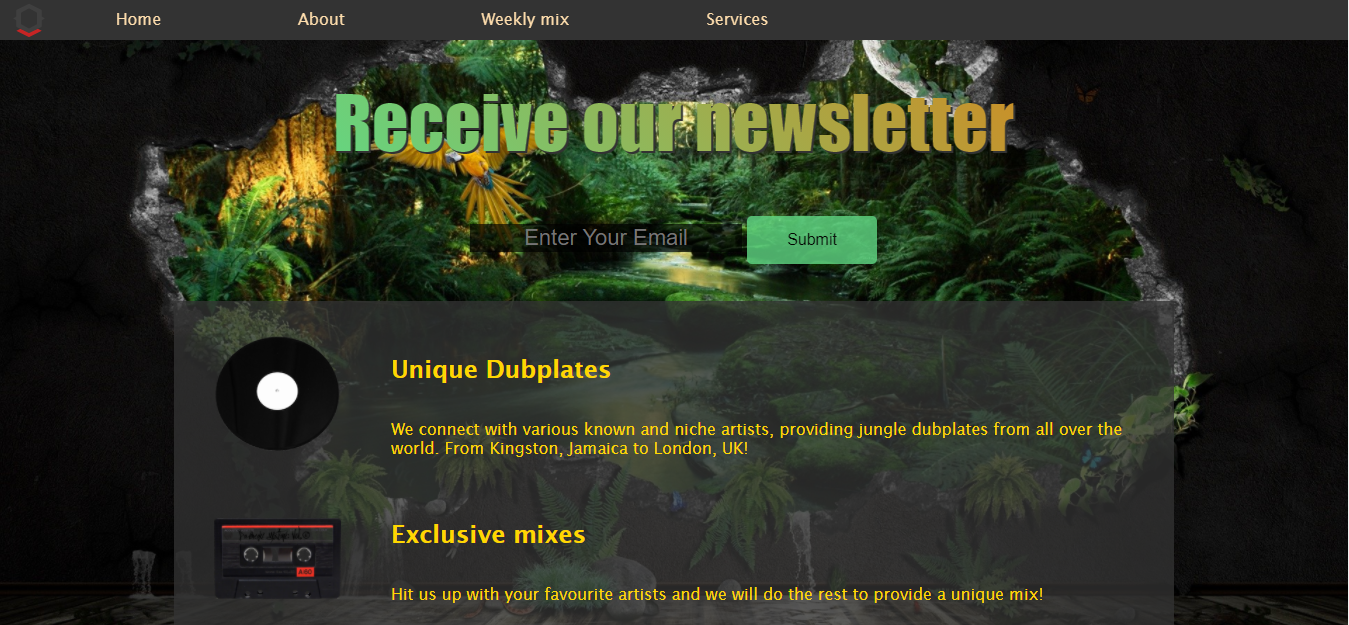 Home About Weekly mix Services
Receive our newsletter
Enter Your Email Submit
Unique Dubplates
We connect with various known and niche artists, providing jungle dubplates from all over the
world. From Kingston, Jamaica to London, UK!
Exclusive mixes
Hit us up with your favourite artists and we will do the rest to provide a unique mix!